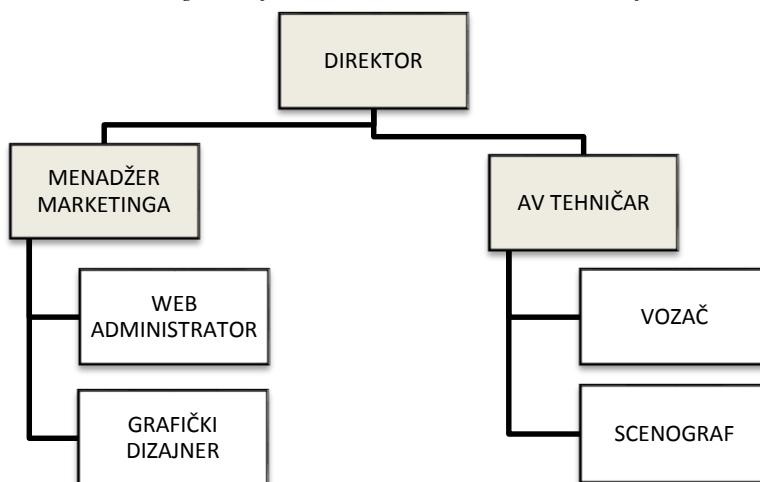 DIREKTOR
MENADŽER
MARKETINGA
AV TEHNIČAR
WEB
ADMINISTRATOR
VOZAČ
GRAFIČKI
DIZAJNER
SCENOGRAF